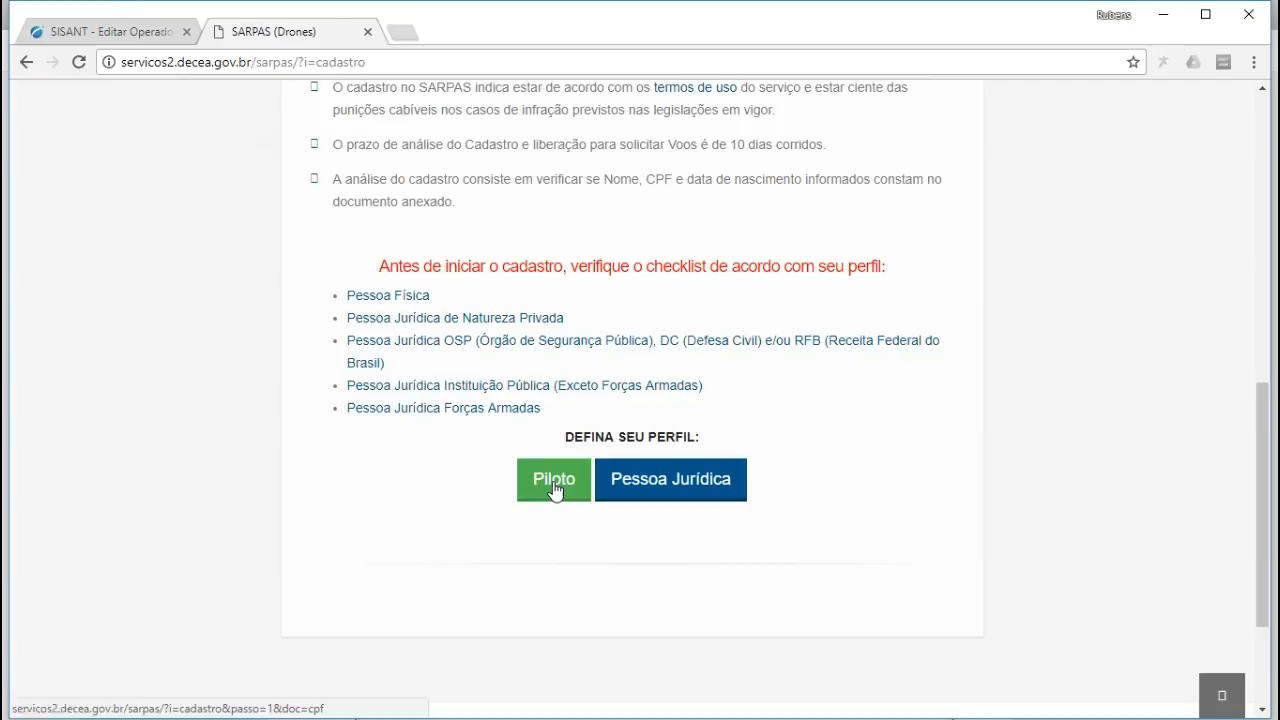 Rubens
SISANT - Editar Operado
SARPAS (Drones)
servicos2.decea.gov.br/sarpas/?i=cadastro
O cadastro no SARPAS indica estar de acordo com os termos de uso do serviço e estar ciente das
punições cabíveis nos casos de infração previstos nas legislações em vigor.
O prazo de análise do Cadastro e liberação para solicitar Voos é de 10 dias corridos.
A análise do cadastro consiste em verificar se Nome, CPF e data de nascimento informados constam no
documento anexado.
Antes de iniciar o cadastro, verifique o checklist de acordo com seu perfil:
• Pessoa Física
• Pessoa Jurídica de Natureza Privada
• Pessoa Jurídica OSP (Órgão de Segurança Pública), DC (Defesa Civil) e/ou RFB (Receita Federal do
Brasil)
• Pessoa Jurídica Instituição Pública (Exceto Forças Armadas)
• Pessoa Jurídica Forças Armadas
DEFINA SEU PERFIL:
Piloto Pessoa Jurídica
servicos2.decea.gov.br/sarpas/?i=cadastro&passo=1&doc=cpf